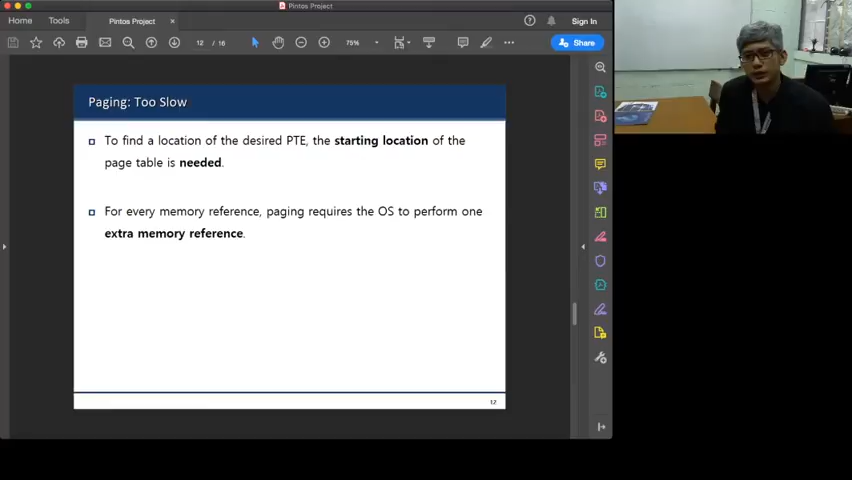 Pintos Project
Home
Tools
Pintos Project
Sign In
12 / 16
75%
Share
Paging: Too Slow
To find a location of the desired PTE, the starting location of the
page table is needed.
For every memory reference, paging requires the OS to perform one
extra memory reference.
12